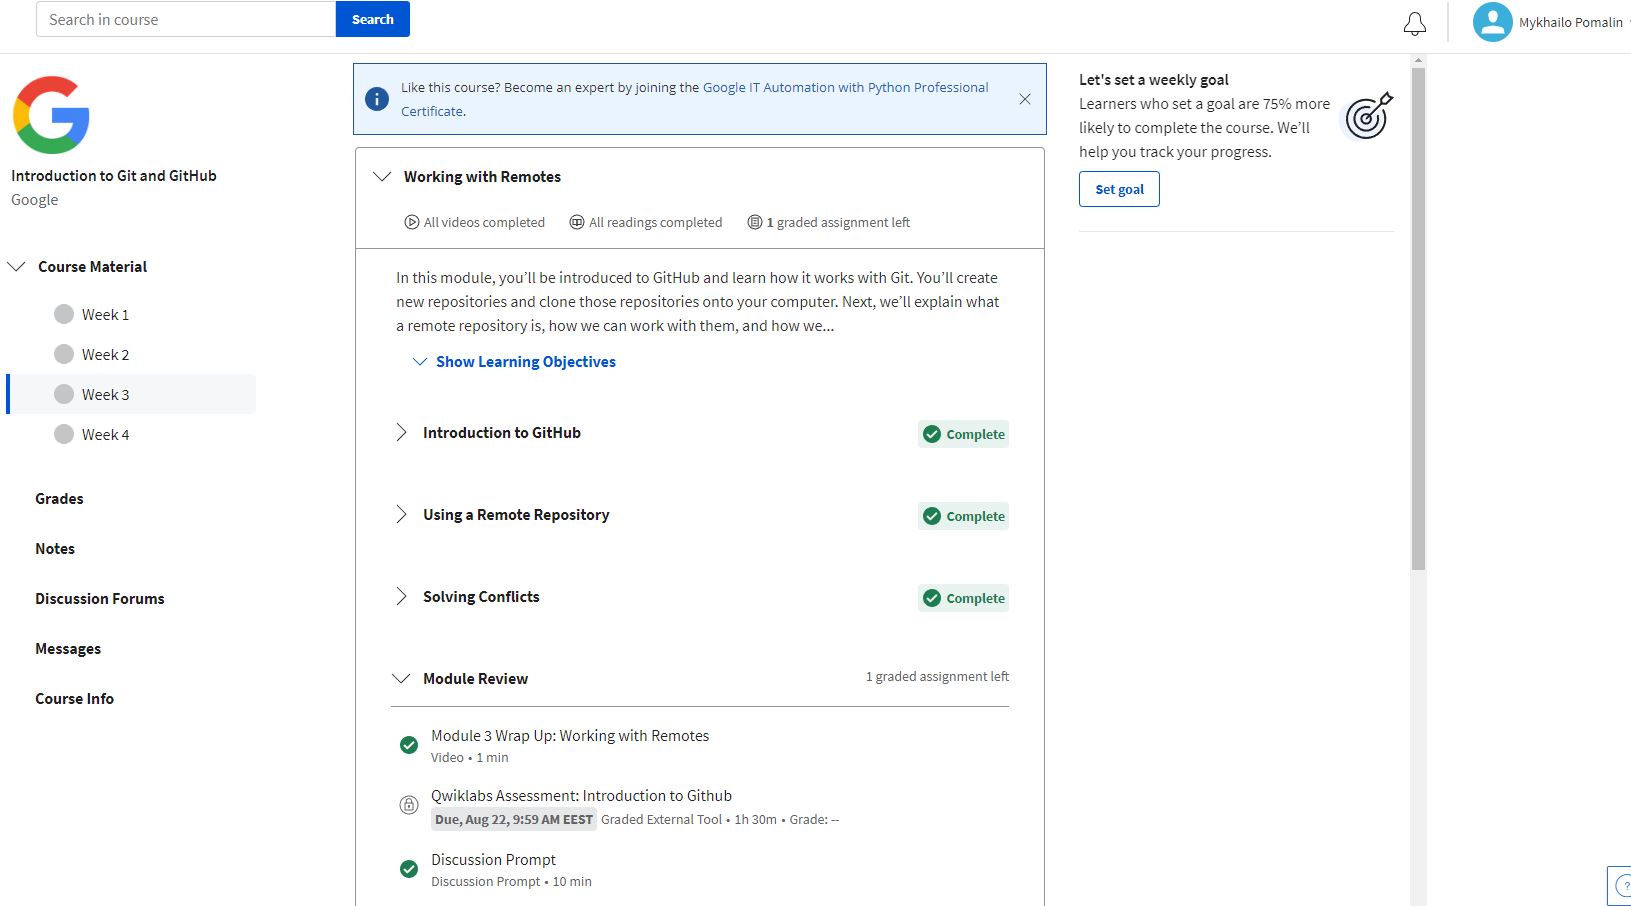 Search in course
Search
Mykhailo Pomalin
Introduction to Git and GitHub
Google
Course Material
Week 1
Week 2
Week 3
Week 4
Grades
Notes
Discussion Forums
Messages
Course Info
Like this course? Become an expert by joining the Google IT Automation with Python Professional
Certificate.
Working with Remotes
All videos completed
All readings completed
1 graded assignment left
In this module, you’ll be introduced to GitHub and learn how it works with Git. You’ll create
new repositories and clone those repositories onto your computer. Next, we’ll explain what
a remote repository is, how we can work with them, and how we...
Show Learning Objectives
Introduction to GitHub
Complete
Using a Remote Repository
Complete
Solving Conflicts
Complete
Module Review
1 graded assignment left
Module 3 Wrap Up: Working with Remotes
Video • 1 min
Qwiklabs Assessment: Introduction to Github
Due, Aug 22, 9:59 AM EEST Graded External Tool • 1h 30m • Grade: --
Discussion Prompt
Discussion Prompt • 10 min
Let's set a weekly goal
Learners who set a goal are 75% more
likely to complete the course. We’ll
help you track your progress.
Set goal
?